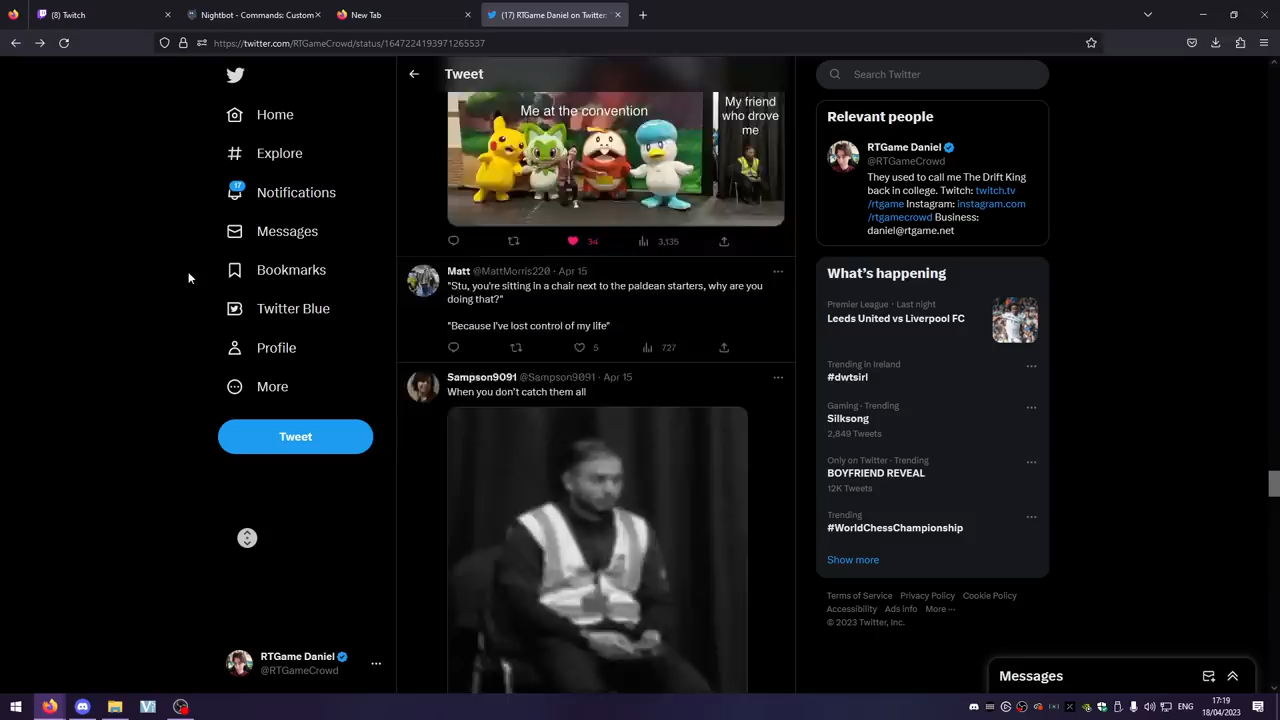 (8) Twitch
Nightbot - Commands: Custom
New Tab
(17) RTGame Daniel on Twitter: "
https://twitter.com/RTGameCrowd/status/1647224193971265537
Home
Explore
17
Notifications
Messages
Bookmarks
Twitter Blue
Profile
More
Tweet
RTGame Daniel
@RTGameCrowd
Tweet
Me at the convention
My friend
who drove
me
34
3,135
Matt @MattMorris220 · Apr 15
"Stu, you're sitting in a chair next to the paldean starters, why are you
doing that?"
"Because I've lost control of my life"
5
727
Sampson9091 @Sampson9091 · Apr 15
When you don't catch them all
Search Twitter
Relevant people
RTGame Daniel
@RTGameCrowd
They used to call me The Drift King
back in college. Twitch: twitch.tv
/rtgame Instagram: instagram.com
/rtgamecrowd Business:
daniel@rtgame.net
What's happening
Premier League · Last night
Leeds United vs Liverpool FC
Trending in Ireland
#dwtsirl
Gaming · Trending
Silksong
2,849 Tweets
Only on Twitter · Trending
BOYFRIEND REVEAL
12K Tweets
Trending
#WorldChessChampionship
Show more
Terms of Service Privacy Policy Cookie Policy
Accessibility Ads info More ···
© 2023 Twitter, Inc.
Messages
ENG
17:19
18/04/2023